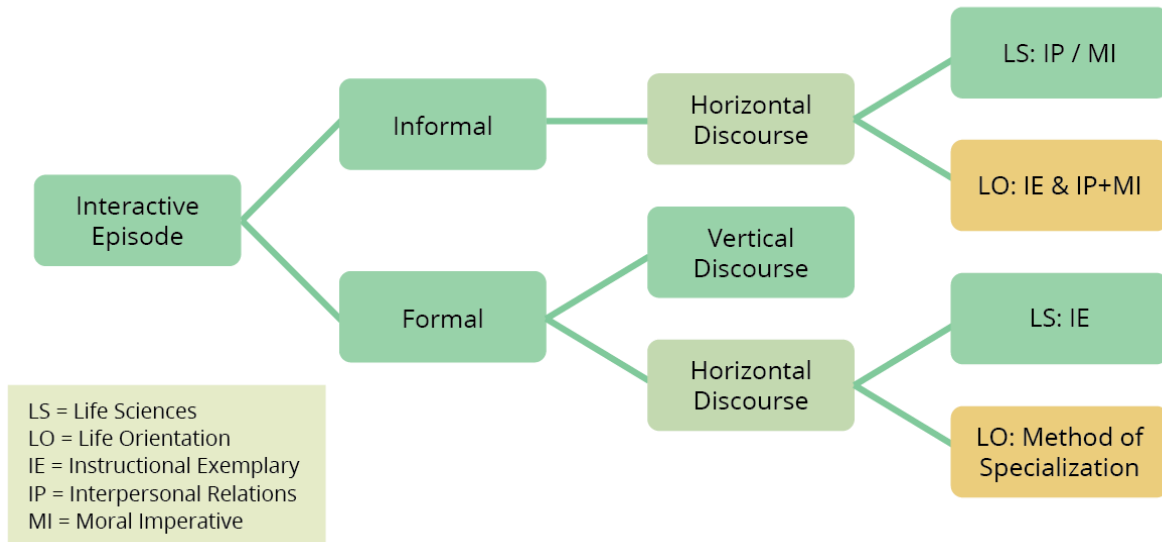 Interactive
Episode
Informal
Formal
Horizontal
Discourse
Vertical
Discourse
Horizontal
Discourse
LS: IP / MI
LO: IE & IP+MI
LS: IE
LO: Method of
Specialization
LS = Life Sciences
LO = Life Orientation
IE = Instructional Exemplary
IP = Interpersonal Relations
MI = Moral Imperative